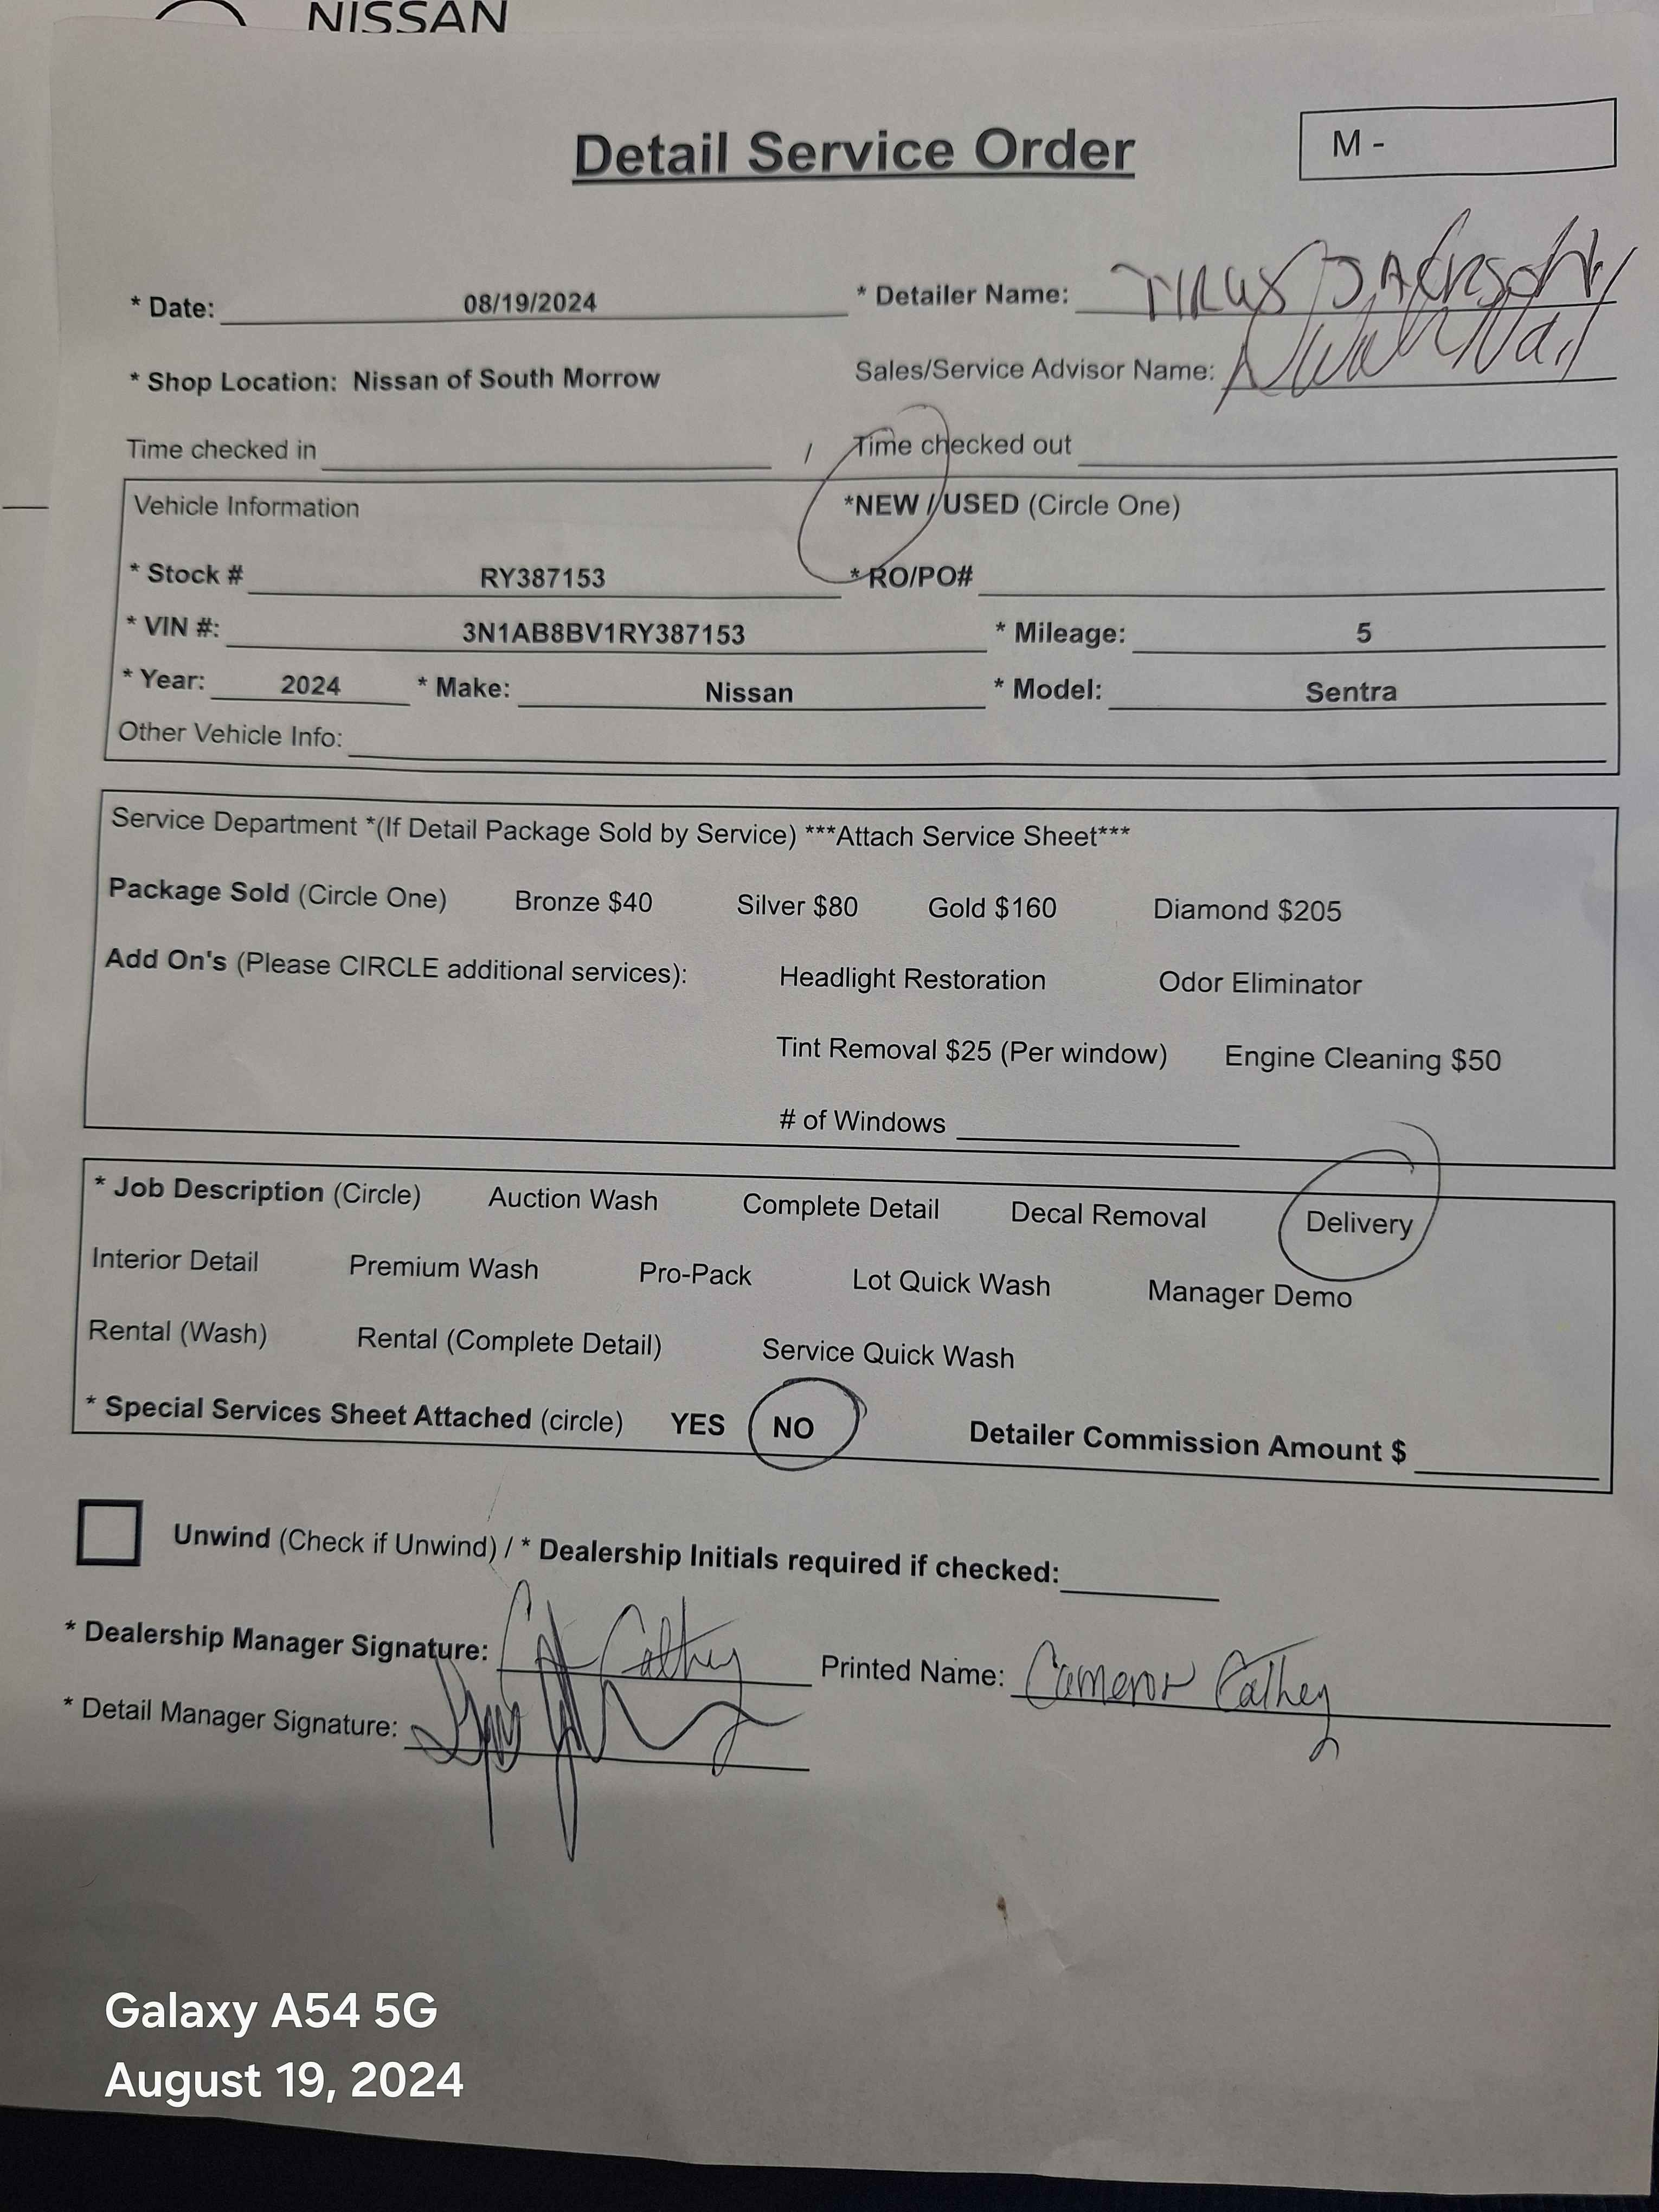 NISSAN
Detail Service Order
M -
* Date: 08/19/2024 * Detailer Name: TIRUS JACKSON
* Shop Location: Nissan of South Morrow Sales/Service Advisor Name:
Time checked in / Time checked out
Vehicle Information *NEW / USED (Circle One)
* Stock # RY387153 * RO/PO#
* VIN #: 3N1AB8BV1RY387153 * Mileage: 5
* Year: 2024 * Make: Nissan * Model: Sentra
Other Vehicle Info:
Service Department *(If Detail Package Sold by Service) ***Attach Service Sheet***
Package Sold (Circle One) Bronze $40 Silver $80 Gold $160 Diamond $205
Add On's (Please CIRCLE additional services): Headlight Restoration Odor Eliminator
Tint Removal $25 (Per window) Engine Cleaning $50
# of Windows
* Job Description (Circle) Auction Wash Complete Detail Decal Removal Delivery
Interior Detail Premium Wash Pro-Pack Lot Quick Wash Manager Demo
Rental (Wash) Rental (Complete Detail) Service Quick Wash
* Special Services Sheet Attached (circle) YES NO Detailer Commission Amount $
Unwind (Check if Unwind) / * Dealership Initials required if checked:
* Dealership Manager Signature: Cathey Printed Name: Cameron Cathey
* Detail Manager Signature:
Galaxy A54 5G
August 19, 2024